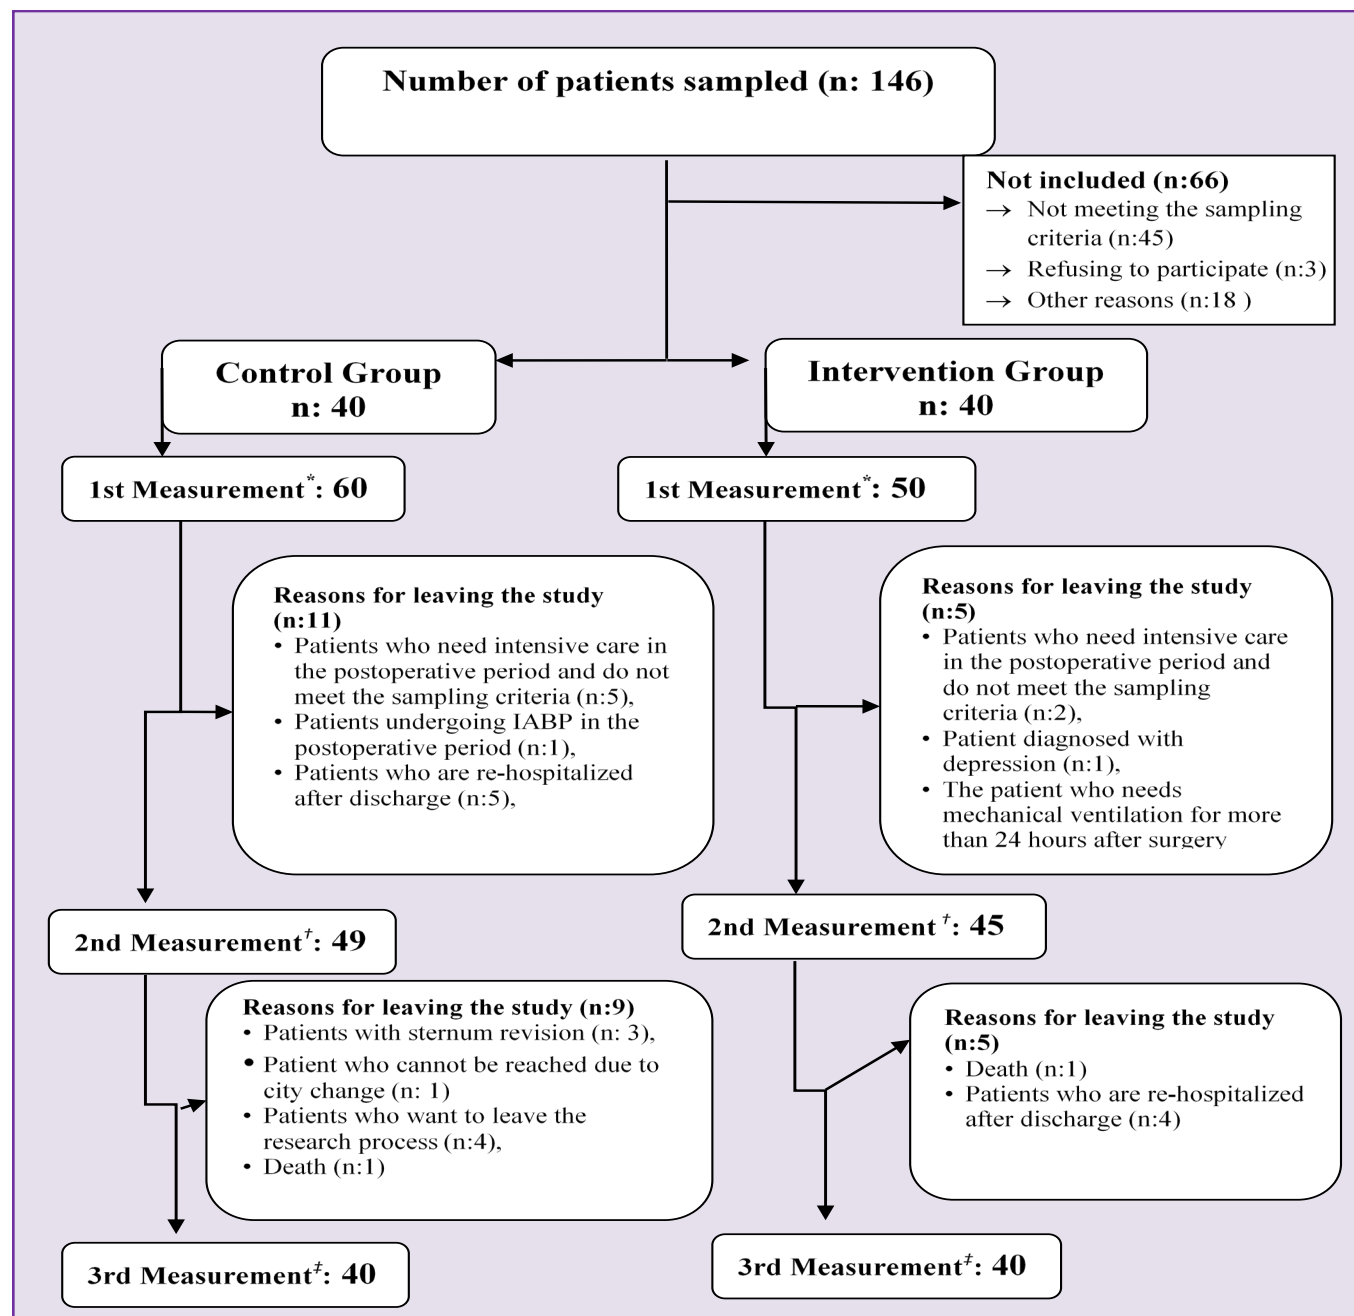 Number of patients sampled (n: 146)
Not included (n:66)
→ Not meeting the sampling
criteria (n:45)
→ Refusing to participate (n:3)
→ Other reasons (n:18 )
Control Group
n: 40
Intervention Group
n: 40
1st Measurement*: 60
1st Measurement*: 50
Reasons for leaving the study
(n:11)
• Patients who need intensive care in
the postoperative period and do not
meet the sampling criteria (n:5),
• Patients undergoing IABP in the
postoperative period (n:1),
• Patients who are re-hospitalized
after discharge (n:5),
Reasons for leaving the study
(n:5)
• Patients who need intensive care
in the postoperative period and
do not meet the sampling
criteria (n:2),
• Patient diagnosed with
depression (n:1),
• The patient who needs
mechanical ventilation for more
than 24 hours after surgery
2nd Measurement†: 49
2nd Measurement†: 45
Reasons for leaving the study (n:9)
• Patients with sternum revision (n: 3),
• Patient who cannot be reached due to
city change (n: 1)
• Patients who want to leave the
research process (n:4),
• Death (n:1)
Reasons for leaving the study
(n:5)
• Death (n:1)
• Patients who are re-hospitalized
after discharge (n:4)
3rd Measurement‡: 40
3rd Measurement‡: 40